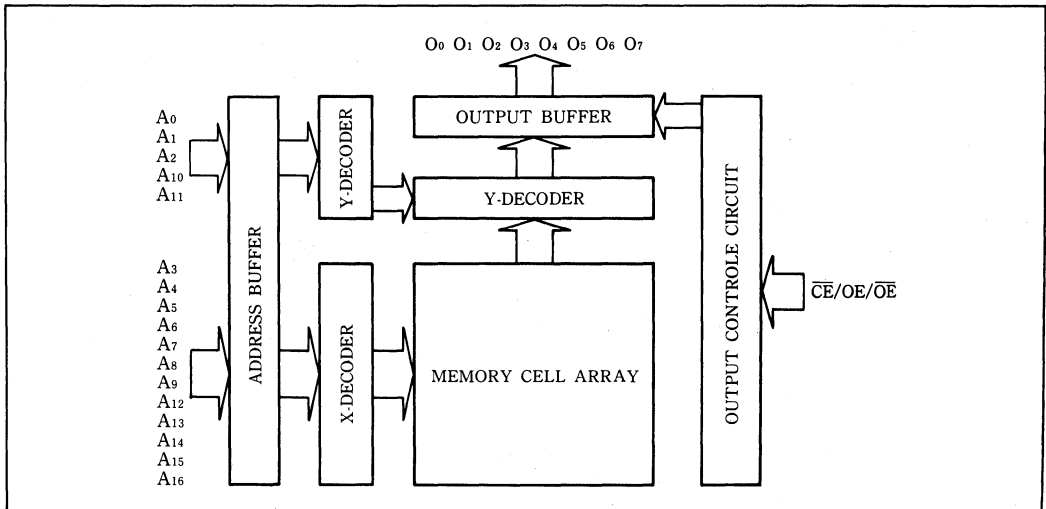 O0 O1 O2 O3 O4 O5 O6 O7
A0
A1
A2
A10
A11
ADDRESS BUFFER
Y-DECODER
OUTPUT BUFFER
Y-DECODER
A3
A4
A5
A6
A7
A8
A9
A12
A13
A14
A15
A16
X-DECODER
MEMORY CELL ARRAY
OUTPUT CONTROLE CIRCUIT
C̅E̅/OE/O̅E̅